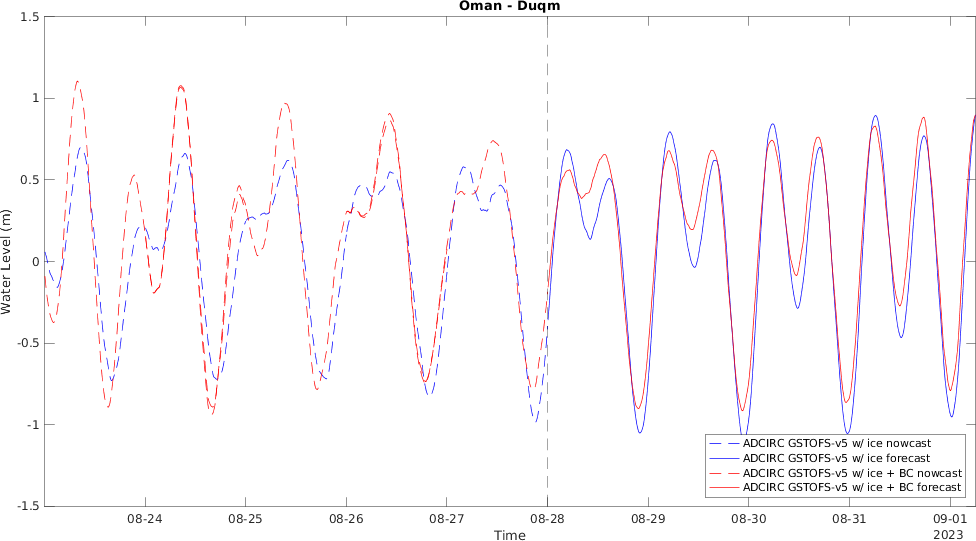 Oman - Duqm
1.5
1
0.5
0
-0.5
-1
-1.5
Water Level (m)
ADCIRC GSTOFS-v5 w/ ice nowcast
ADCIRC GSTOFS-v5 w/ ice forecast
ADCIRC GSTOFS-v5 w/ ice + BC nowcast
ADCIRC GSTOFS-v5 w/ ice + BC forecast
08-24 08-25 08-26 08-27 08-28 08-29 08-30 08-31 09-01
Time 2023